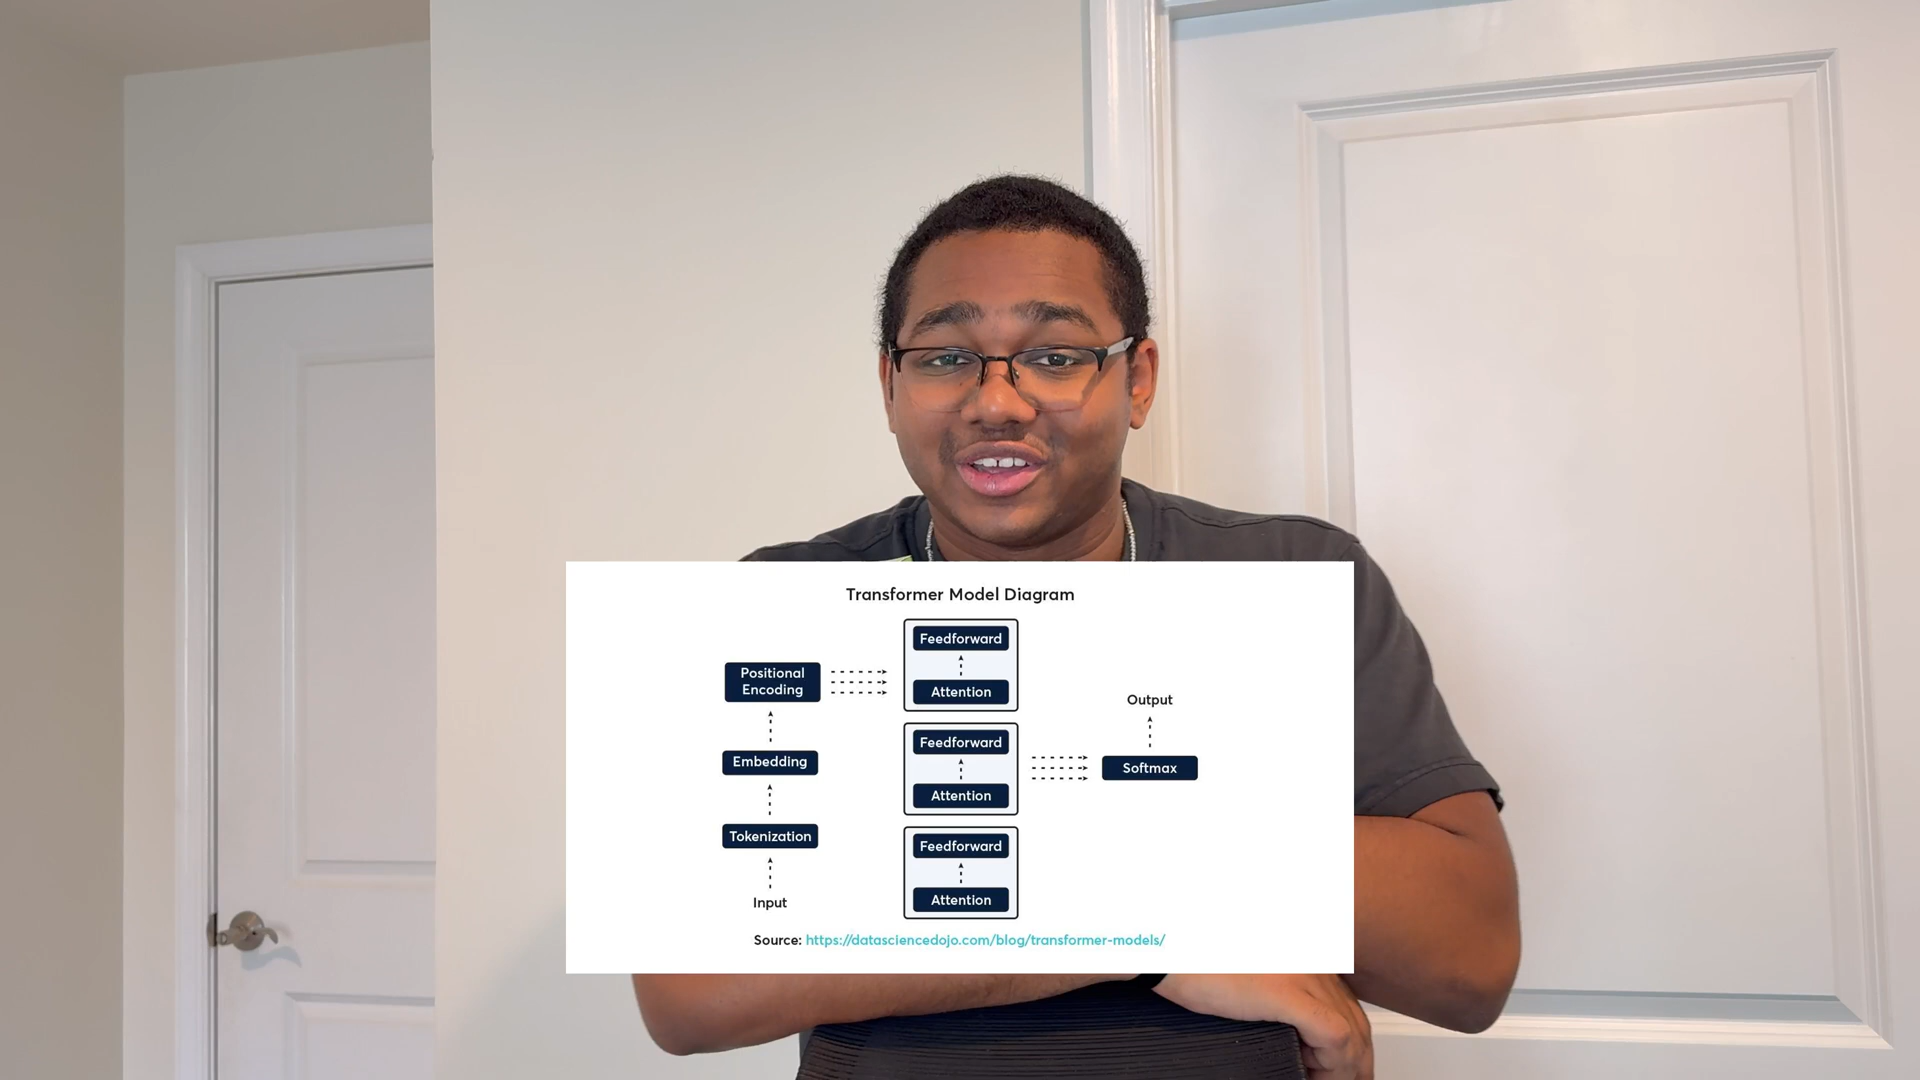 Transformer Model Diagram
Positional
Encoding
Embedding
Tokenization
Input
Feedforward
Attention
Feedforward
Attention
Feedforward
Attention
Output
Softmax
Source: https://datasciencedojo.com/blog/transformer-models/